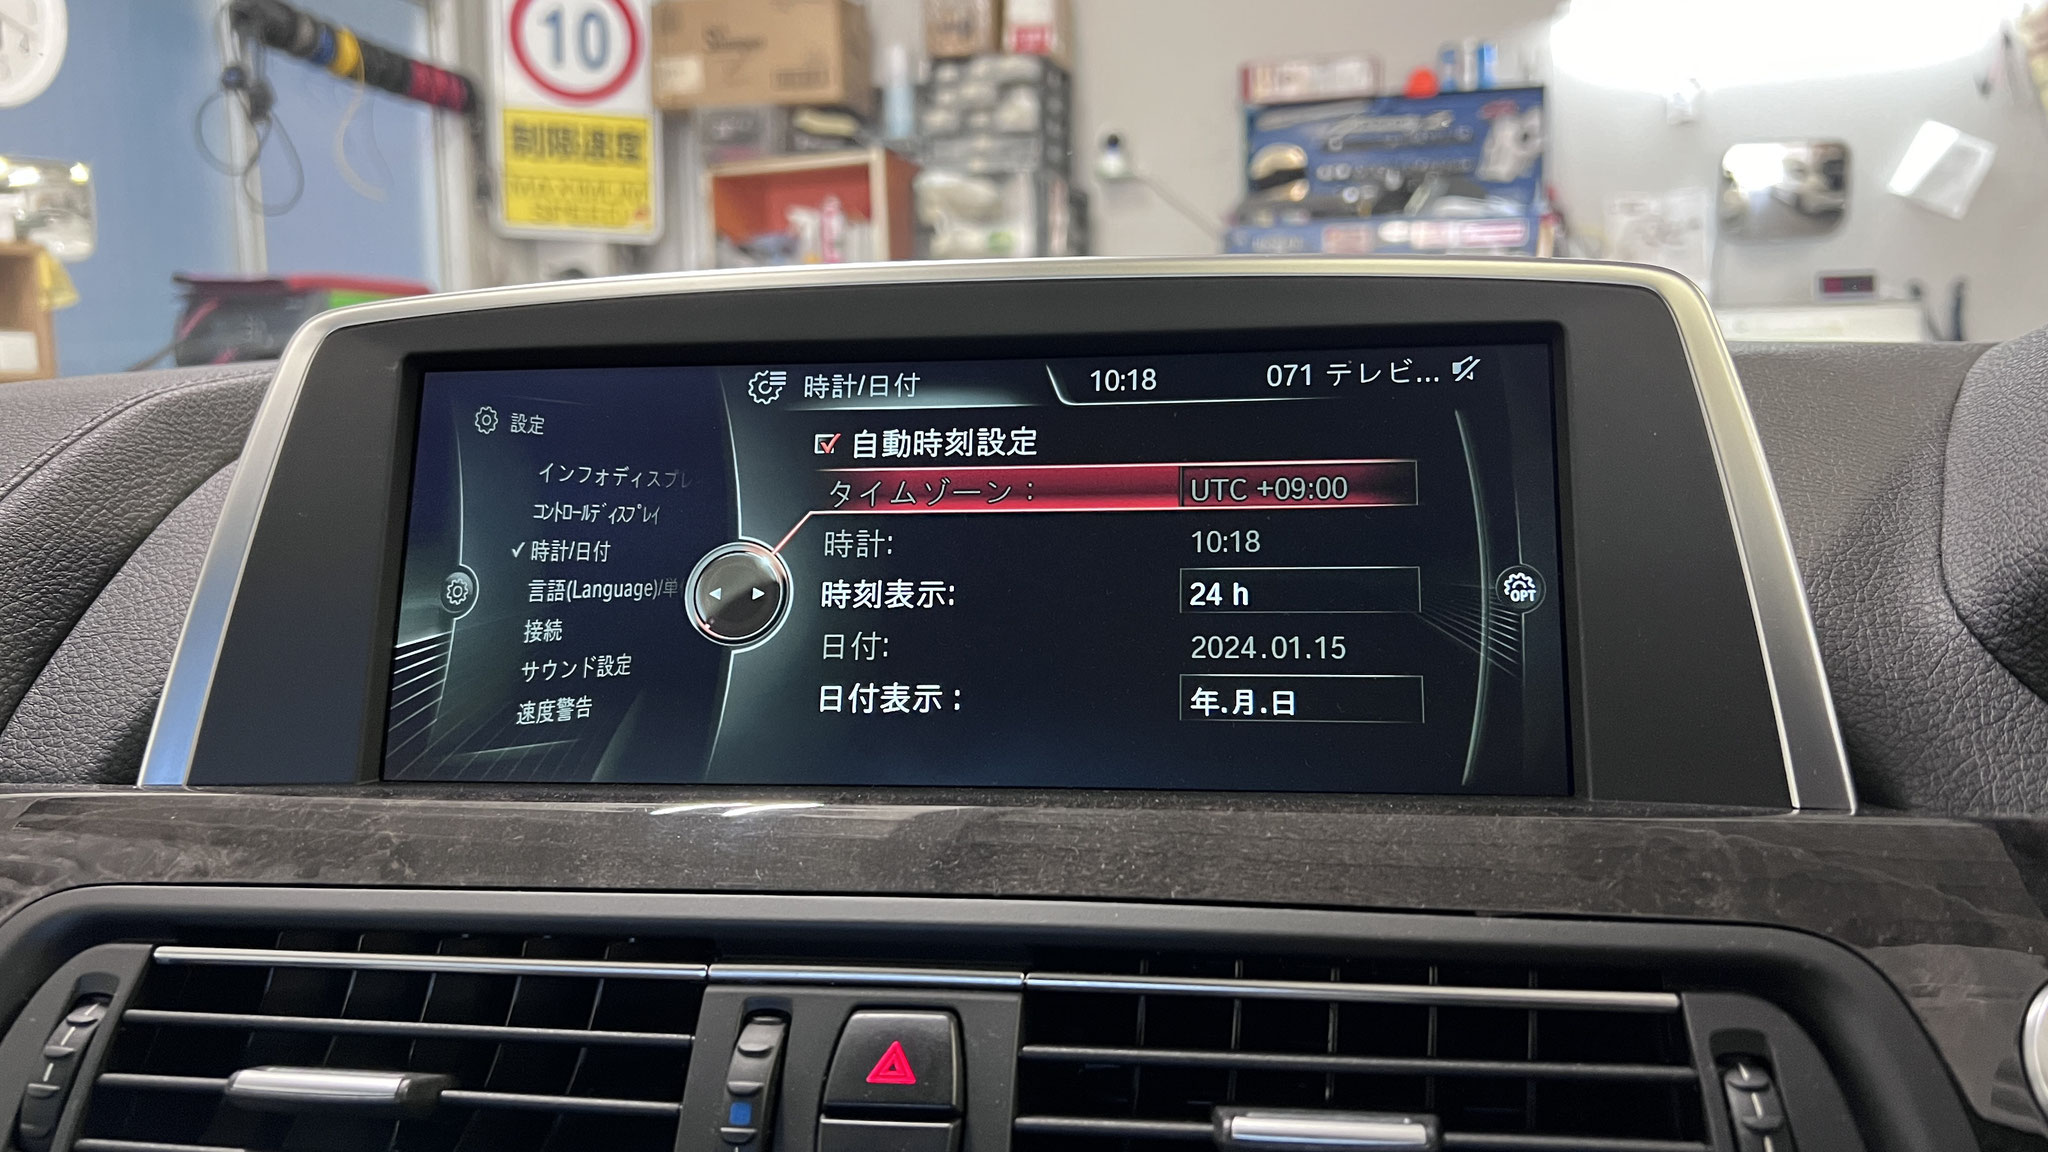 10
制限速度
MAXIMUM
SPEED
時計/日付
10:18
071 テレビ...
設定
インフォディスプレ
コントロールディスプレイ
✓ 時計/日付
言語(Language)/単
接続
サウンド設定
速度警告
自動時刻設定
タイムゾーン: UTC +09:00
時計: 10:18
時刻表示: 24 h
日付: 2024.01.15
日付表示: 年.月.日
OPT